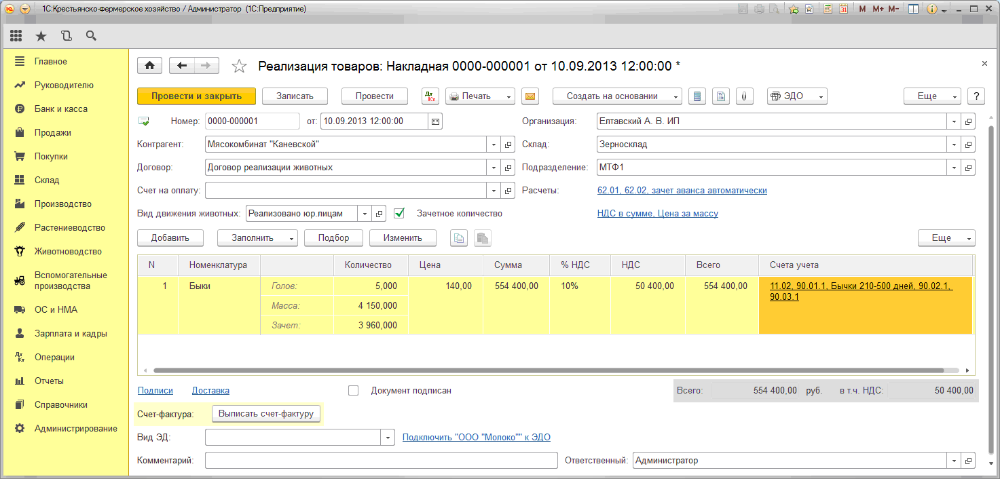 1С:Крестьянско-Фермерское хозяйство / Администратор (1С:Предприятие)
M M+ M-
Главное
Руководителю
Банк и касса
Продажи
Покупки
Склад
Производство
Растениеводство
Животноводство
Вспомогательные
производства
ОС и НМА
Зарплата и кадры
Операции
Отчеты
Справочники
Администрирование
Реализация товаров: Накладная 0000-000001 от 10.09.2013 12:00:00 *
Провести и закрыть Записать Провести Дт Кт Печать Создать на основании ЭДО Еще ?
Номер: 0000-000001 от: 10.09.2013 12:00:00 Организация: Елтавский А. В. ИП
Контрагент: Мясокомбинат "Каневской" Склад: Зерносклад
Договор: Договор реализации животных Подразделение: МТФ1
Счет на оплату: Расчеты: 62.01, 62.02, зачет аванса автоматически
Вид движения животных: Реализовано юр.лицам Зачетное количество НДС в сумме, Цена за массу
Добавить Заполнить Подбор Изменить Еще
N Номенклатура Количество Цена Сумма % НДС НДС Всего Счета учета
1 Быки Голов: 5,000 140,00 554 400,00 10% 50 400,00 554 400,00 11.02, 90.01.1, Бычки 210-500 дней, 90.02.1,
90.03.1
Масса: 4 150,000
Зачет: 3 960,000
Подписи Доставка Документ подписан Всего: 554 400,00 руб. в т.ч. НДС: 50 400,00
Счет-фактура: Выписать счет-фактуру
Вид ЭД: Подключить "ООО "Молоко"" к ЭДО
Комментарий: Ответственный: Администратор